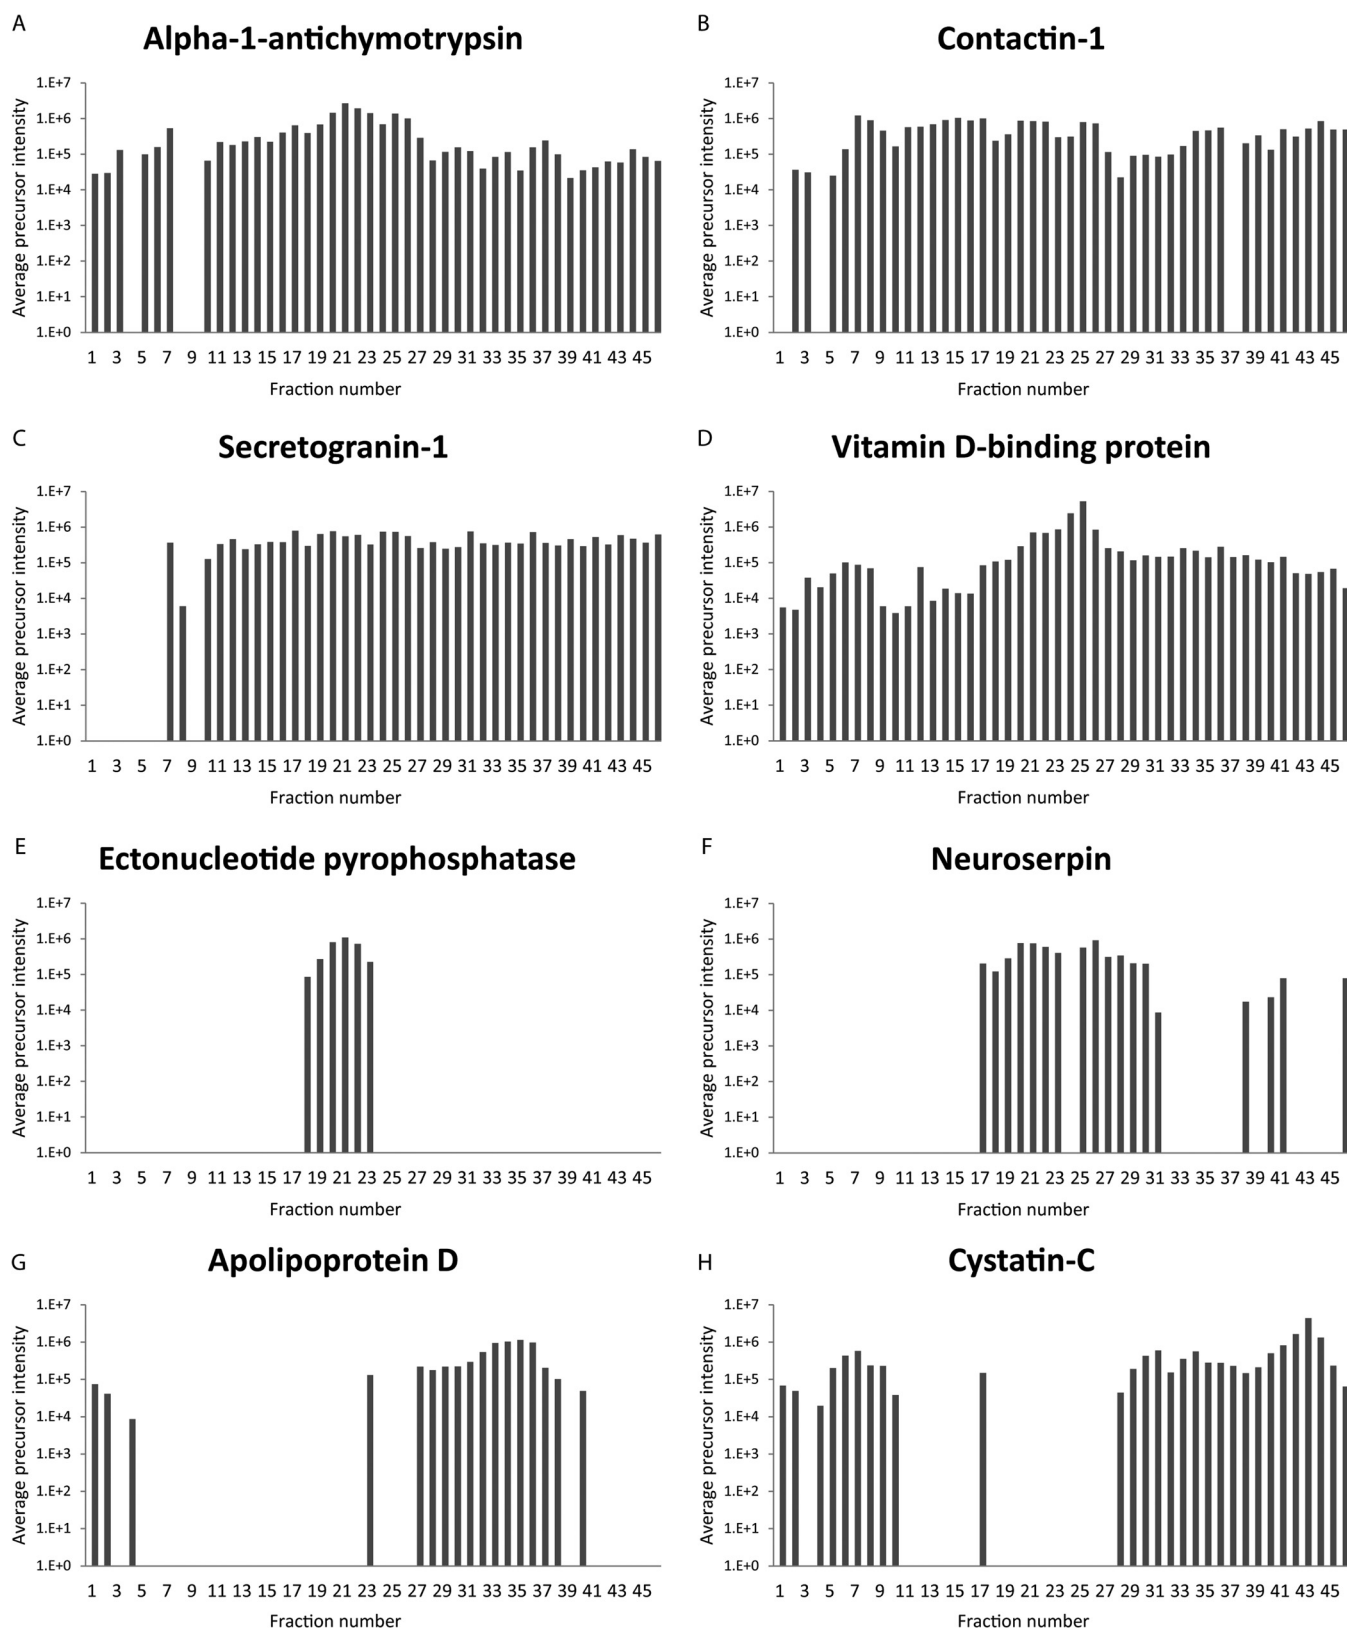 A
Alpha-1-antichymotrypsin
Average precursor intensity
1.E+7
1.E+6
1.E+5
1.E+4
1.E+3
1.E+2
1.E+1
1.E+0
1 3 5 7 9 11 13 15 17 19 21 23 25 27 29 31 33 35 37 39 41 43 45
Fraction number
B
Contactin-1
Average precursor intensity
1.E+7
1.E+6
1.E+5
1.E+4
1.E+3
1.E+2
1.E+1
1.E+0
1 3 5 7 9 11 13 15 17 19 21 23 25 27 29 31 33 35 37 39 41 43 45
Fraction number
C
Secretogranin-1
Average precursor intensity
1.E+7
1.E+6
1.E+5
1.E+4
1.E+3
1.E+2
1.E+1
1.E+0
1 3 5 7 9 11 13 15 17 19 21 23 25 27 29 31 33 35 37 39 41 43 45
Fraction number
D
Vitamin D-binding protein
Average precursor intensity
1.E+7
1.E+6
1.E+5
1.E+4
1.E+3
1.E+2
1.E+1
1.E+0
1 3 5 7 9 11 13 15 17 19 21 23 25 27 29 31 33 35 37 39 41 43 45
Fraction number
E
Ectonucleotide pyrophosphatase
Average precursor intensity
1.E+7
1.E+6
1.E+5
1.E+4
1.E+3
1.E+2
1.E+1
1.E+0
1 3 5 7 9 11 13 15 17 19 21 23 25 27 29 31 33 35 37 39 41 43 45
Fraction number
F
Neuroserpin
Average precursor intensity
1.E+7
1.E+6
1.E+5
1.E+4
1.E+3
1.E+2
1.E+1
1.E+0
1 3 5 7 9 11 13 15 17 19 21 23 25 27 29 31 33 35 37 39 41 43 45
Fraction number
G
Apolipoprotein D
Average precursor intensity
1.E+7
1.E+6
1.E+5
1.E+4
1.E+3
1.E+2
1.E+1
1.E+0
1 3 5 7 9 11 13 15 17 19 21 23 25 27 29 31 33 35 37 39 41 43 45
Fraction number
H
Cystatin-C
Average precursor intensity
1.E+7
1.E+6
1.E+5
1.E+4
1.E+3
1.E+2
1.E+1
1.E+0
1 3 5 7 9 11 13 15 17 19 21 23 25 27 29 31 33 35 37 39 41 43 45
Fraction number